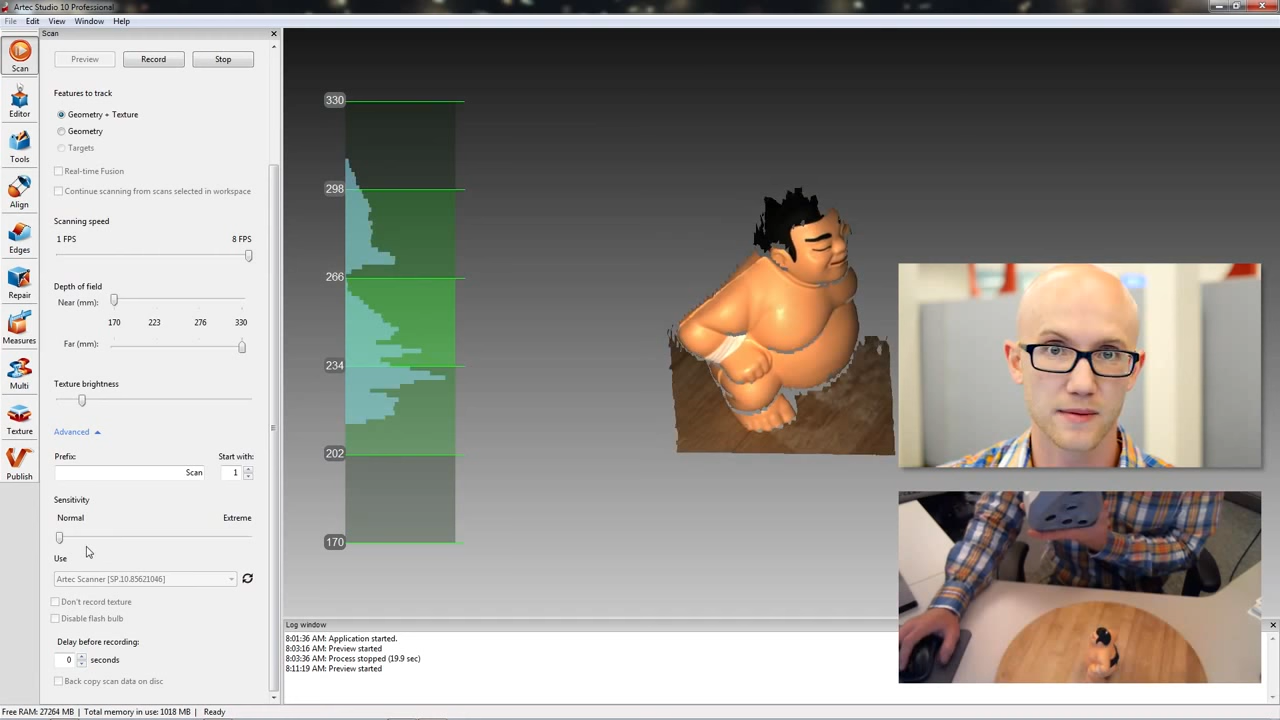 Artec Studio 10 Professional
File Edit View Window Help
Scan
Preview Record Stop
Scan
Features to track
Geometry + Texture
Geometry
Targets
Real-time Fusion
Continue scanning from scans selected in workspace
Scanning speed
1 FPS 8 FPS
Depth of field
Near (mm):
170 223 276 330
Far (mm):
Texture brightness
Advanced
Prefix: Start with:
Scan 1
Sensitivity
Normal Extreme
Use
Artec Scanner [SP.10.85621046]
Don't record texture
Disable flash bulb
Delay before recording:
0 seconds
Back copy scan data on disc
Editor
Tools
Align
Edges
Repair
Measures
Multi
Texture
Publish
330
298
266
234
202
170
Log window
8:01:36 AM: Application started.
8:03:16 AM: Preview started
8:03:36 AM: Process stopped (19.9 sec)
8:11:19 AM: Preview started
Free RAM: 27264 MB Total memory in use: 1018 MB Ready